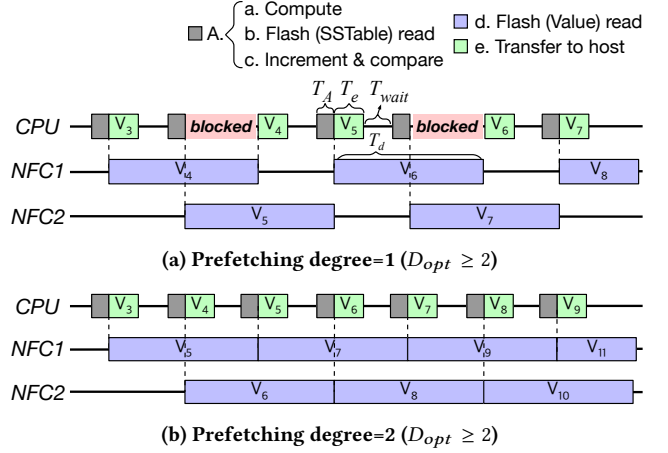 A.
a. Compute
b. Flash (SSTable) read
c. Increment & compare
d. Flash (Value) read
e. Transfer to host
T_A T_e T_wait
CPU V3 blocked V4 V5 blocked V6 V7
T_d
NFC1 V4 V6 V8
NFC2 V5 V7
(a) Prefetching degree=1 (D_opt ≥ 2)
CPU V3 V4 V5 V6 V7 V8 V9
NFC1 V5 V7 V9 V11
NFC2 V6 V8 V10
(b) Prefetching degree=2 (D_opt ≥ 2)